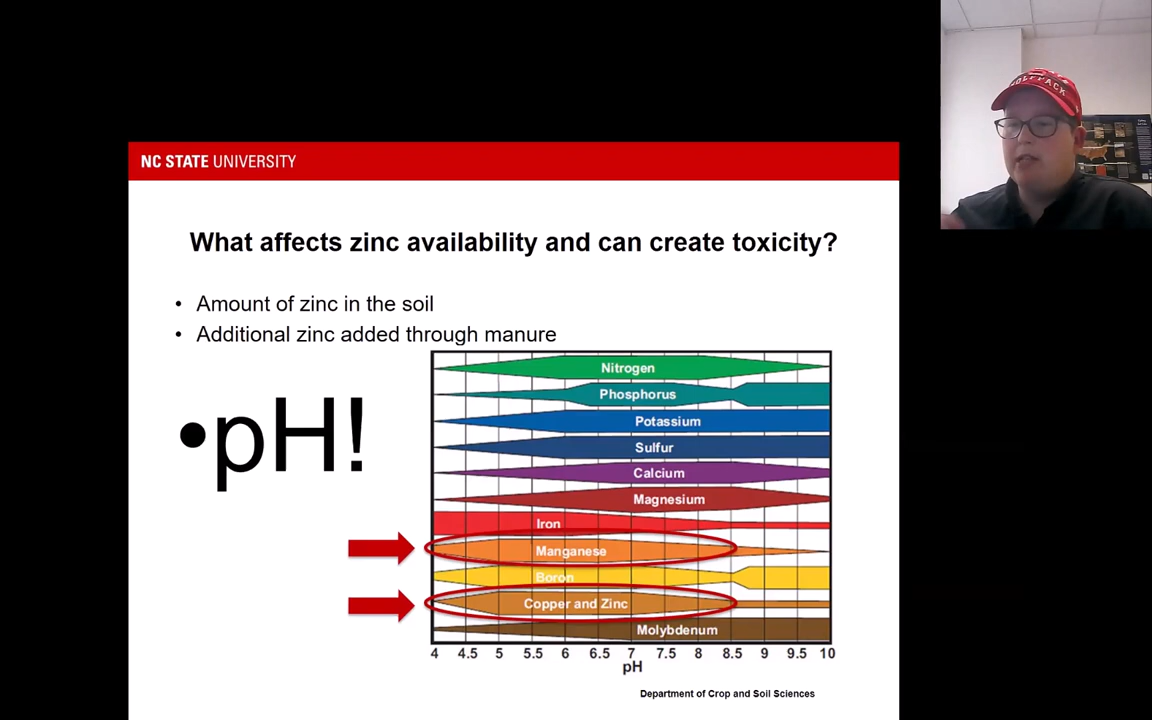 NC STATE UNIVERSITY
What affects zinc availability and can create toxicity?
• Amount of zinc in the soil
• Additional zinc added through manure
•pH!
Nitrogen
Phosphorus
Potassium
Sulfur
Calcium
Magnesium
Iron
Manganese
Boron
Copper and Zinc
Molybdenum
4 4.5 5 5.5 6 6.5 7 7.5 8 8.5 9 9.5 10
pH
Department of Crop and Soil Sciences